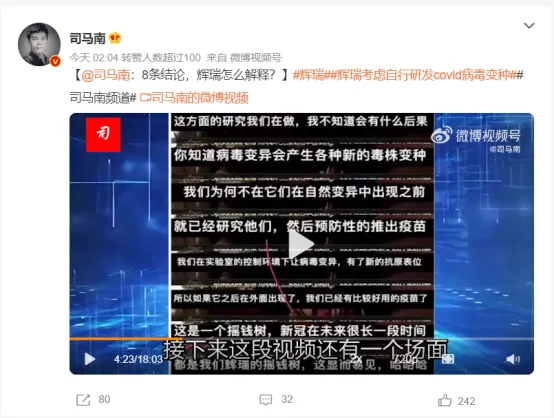 司马南
今天 02:04 转赞人数超过100 来自 微博视频号
【@司马南：8条结论，辉瑞怎么解释？】#辉瑞##辉瑞考虑自行研发covid病毒变种##
司马南频道# 司马南的微博视频
司
微博视频号
@司马南
这方面的研究我们在做，我不知道会有什么后果
你知道病毒变异会产生各种新的毒株变种
我们为何不在它们在自然变异中出现之前
就已经研究他们，然后预防性的推出疫苗
我们在实验室的控制环境下让病毒变异，有了新的抗原表位
所以如果它之后在外面出现了，我们已经有比较好用的疫苗了
这是一个摇钱树，新冠在未来很长一段时间
接下来这段视频还有一个场面
4:23/18:03
2x
720p
都是我们辉瑞的摇钱树，这显而易见，哈哈哈
80
32
242